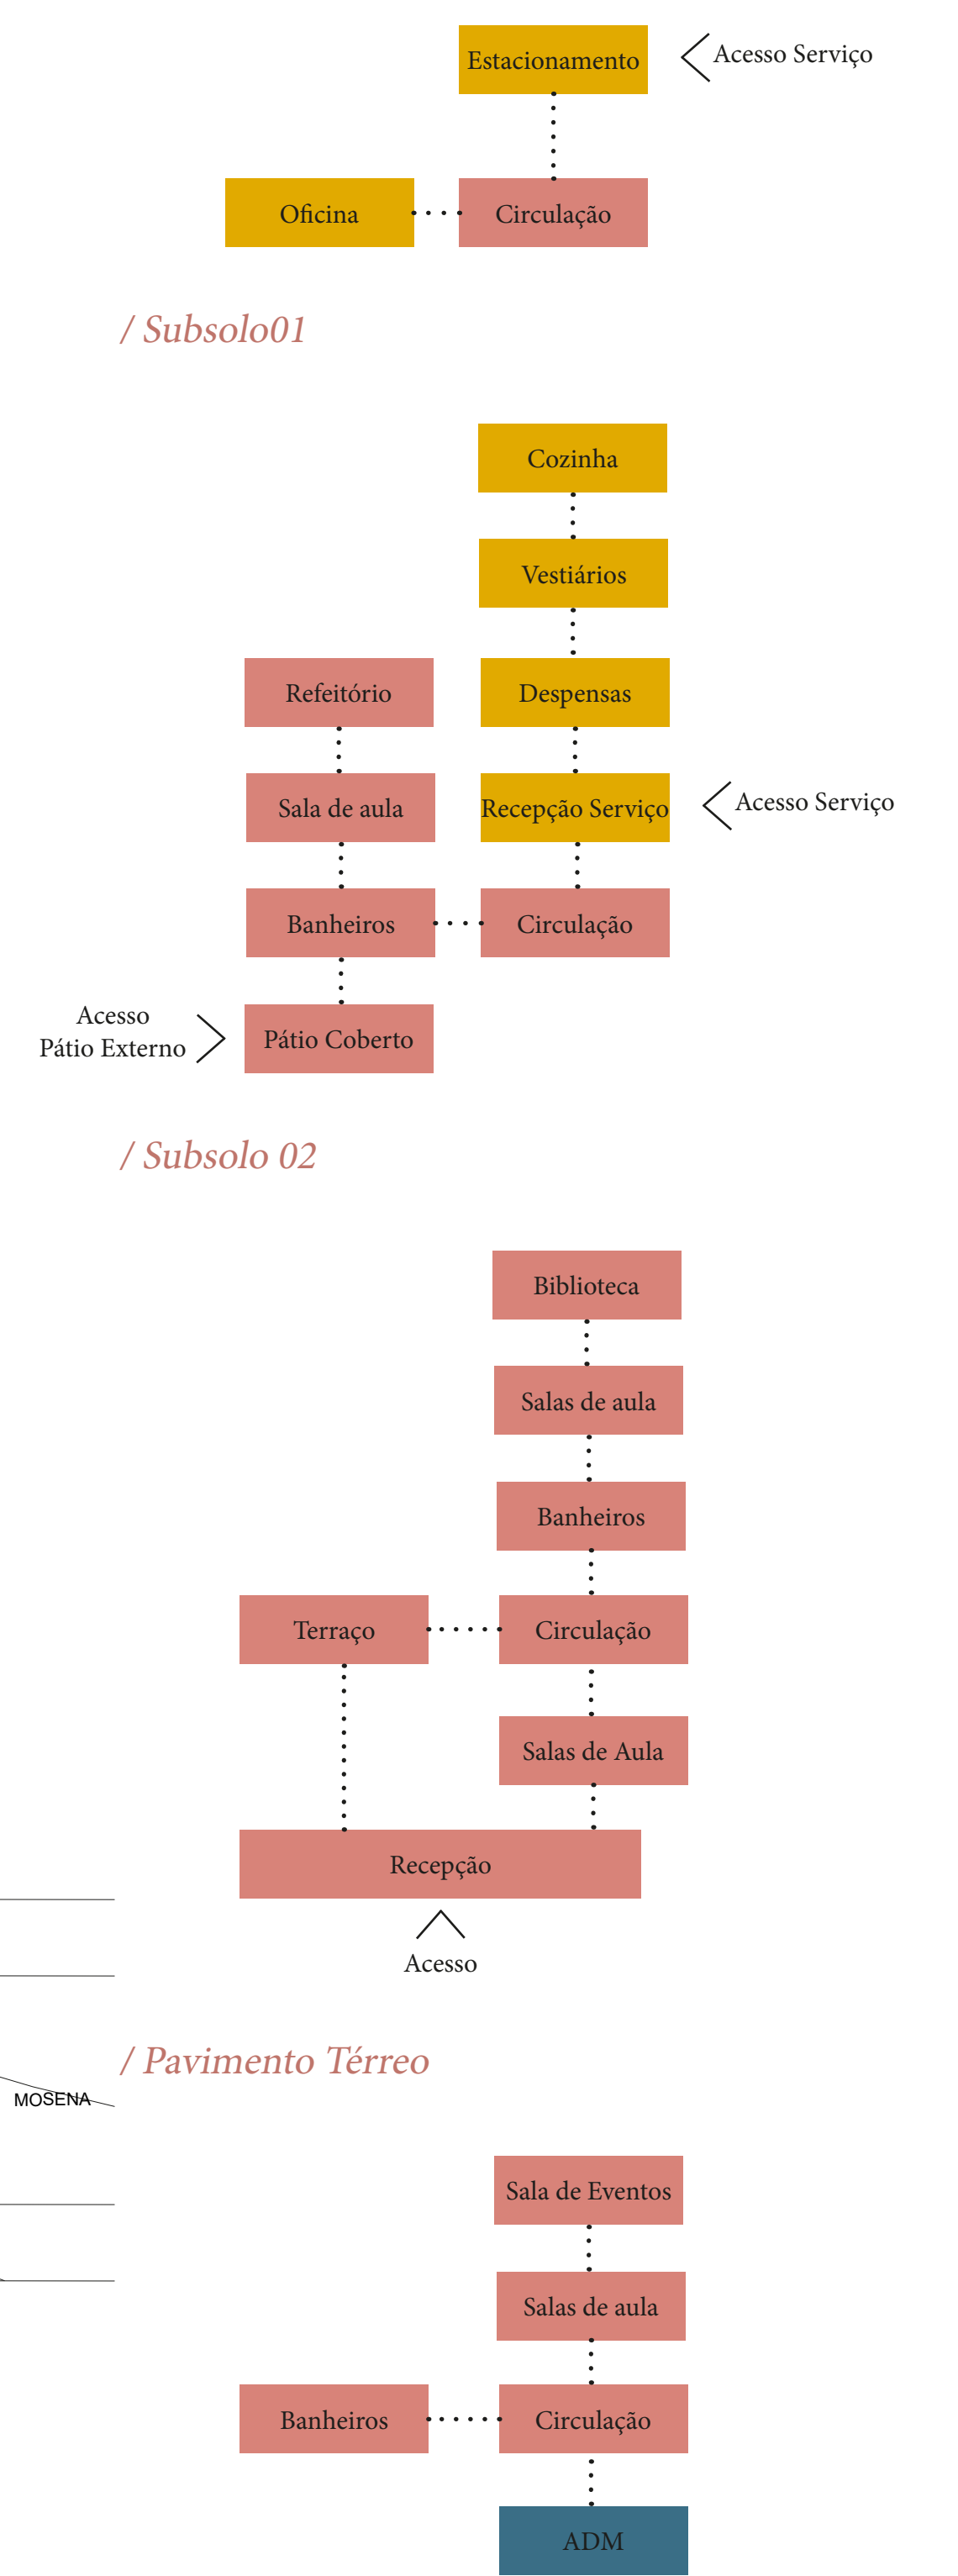 Estacionamento
Acesso Serviço
Oficina
Circulação
/ Subsolo01
Cozinha
Vestiários
Refeitório
Despensas
Sala de aula
Recepção Serviço
Acesso Serviço
Banheiros
Circulação
Acesso
Pátio Externo
Pátio Coberto
/ Subsolo 02
Biblioteca
Salas de aula
Banheiros
Terraço
Circulação
Salas de Aula
Recepção
Acesso
/ Pavimento Térreo
MOSENA
Sala de Eventos
Salas de aula
Banheiros
Circulação
ADM